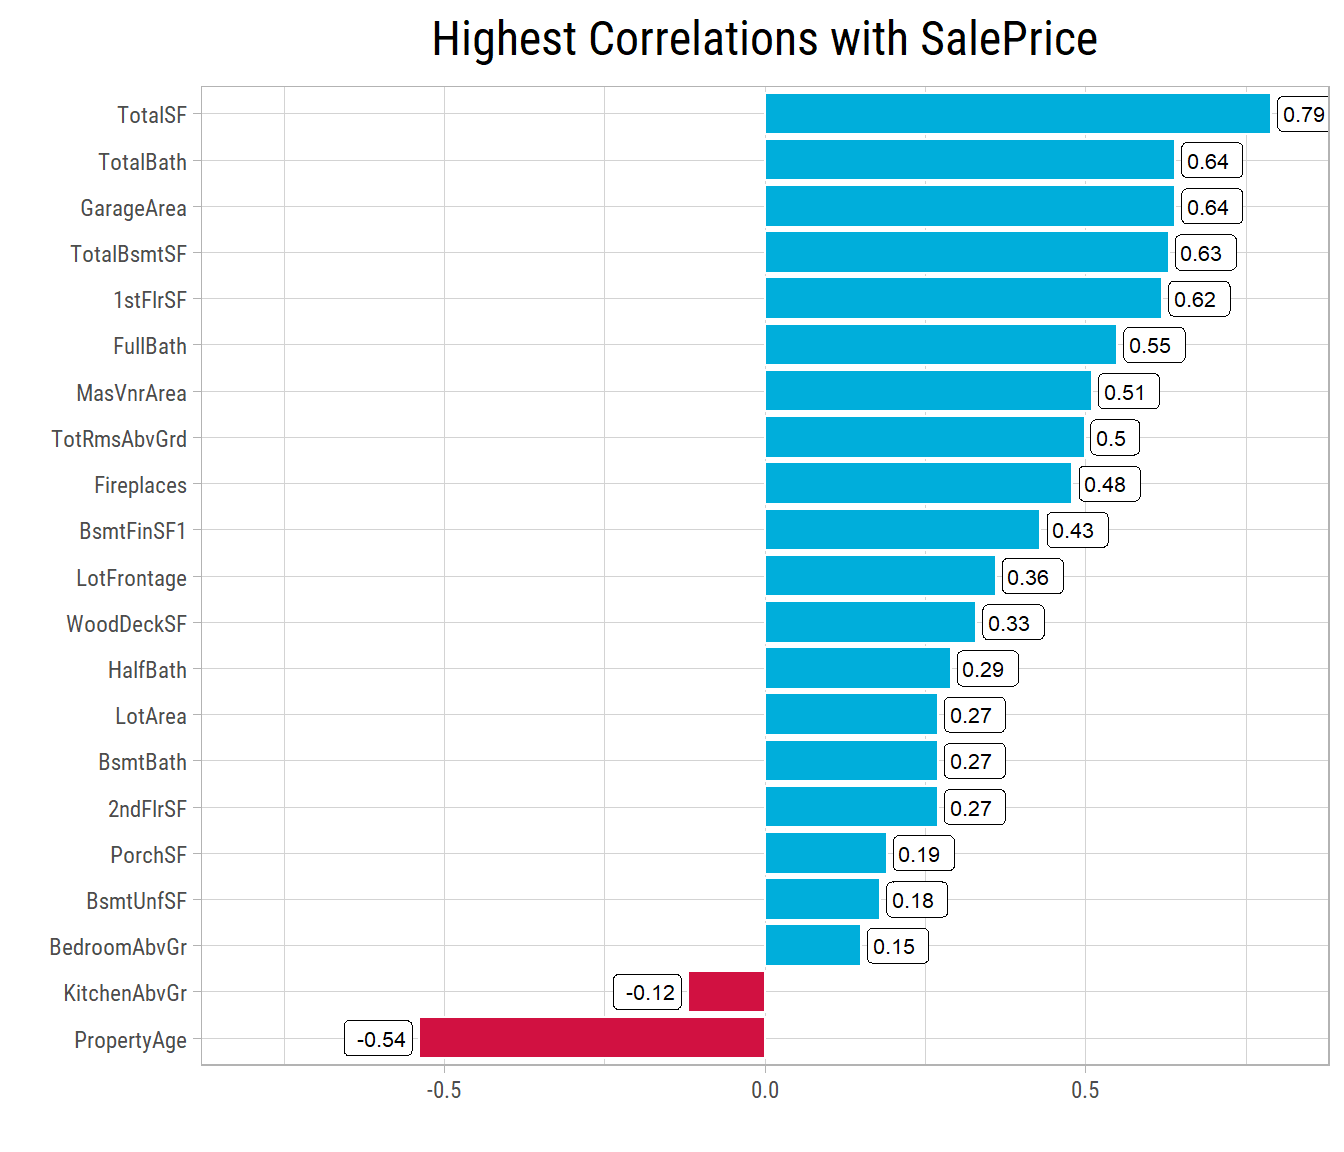 Highest Correlations with SalePrice
TotalSF 0.79
TotalBath 0.64
GarageArea 0.64
TotalBsmtSF 0.63
1stFlrSF 0.62
FullBath 0.55
MasVnrArea 0.51
TotRmsAbvGrd 0.5
Fireplaces 0.48
BsmtFinSF1 0.43
LotFrontage 0.36
WoodDeckSF 0.33
HalfBath 0.29
LotArea 0.27
BsmtBath 0.27
2ndFlrSF 0.27
PorchSF 0.19
BsmtUnfSF 0.18
BedroomAbvGr 0.15
KitchenAbvGr -0.12
PropertyAge -0.54
-0.5 0.0 0.5